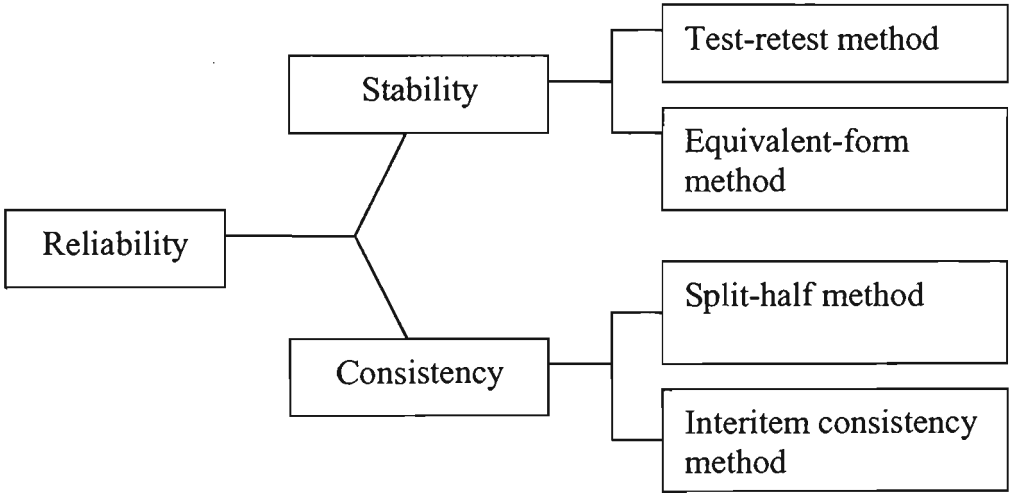 Reliability
Stability
Test-retest method
Equivalent-form
method
Consistency
Split-half method
Interitem consistency
method